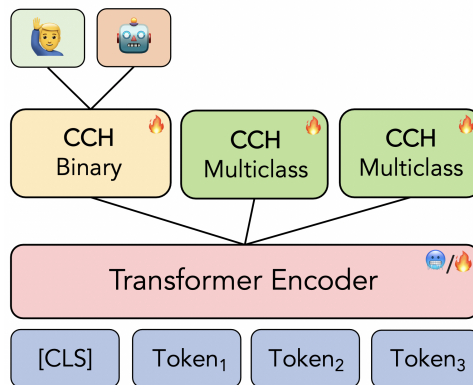 CCH
Binary
CCH
Multiclass
CCH
Multiclass
/
Transformer Encoder
[CLS]
Token₁
Token₂
Token₃